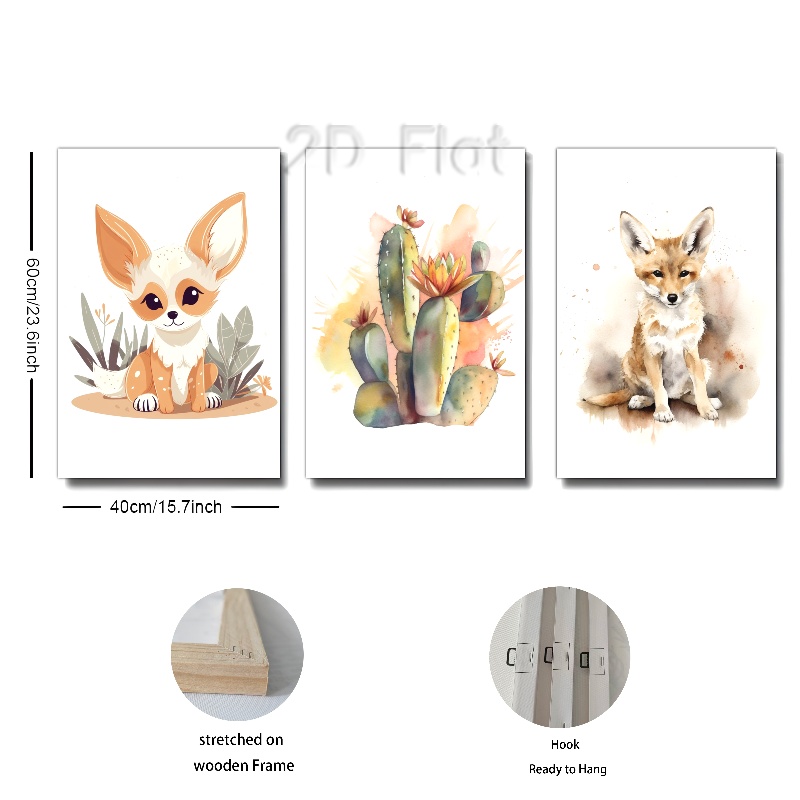 2D Flat
60cm/23.6inch
40cm/15.7inch
stretched on
wooden Frame
Hook
Ready to Hang